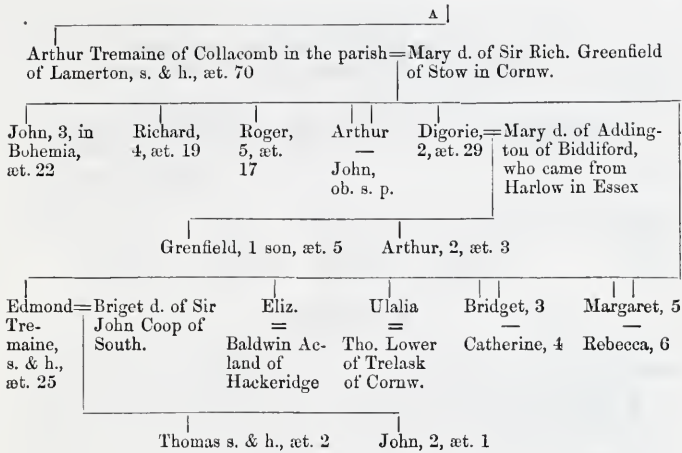 A
Arthur Tremaine of Collacomb in the parish
of Lamerton, s. & h., æt. 70
=
Mary d. of Sir Rich. Greenfield
of Stow in Cornw.
John, 3, in
Bohemia,
æt. 22
Richard,
4, æt. 19
Roger,
5, æt.
17
Arthur
—
John,
ob. s. p.
Digorie,
2, æt. 29
=
Mary d. of Adding-
ton of Biddiford,
who came from
Harlow in Essex
Grenfield, 1 son, æt. 5
Arthur, 2, æt. 3
Edmond
Tre-
maine,
s. & h.,
æt. 25
=
Briget d. of Sir
John Coop of
South.
Eliz.
=
Baldwin Ac-
land of
Hackeridge
Ulalia
=
Tho. Lower
of Trelask
of Cornw.
Bridget, 3
—
Catherine, 4
Margaret, 5
—
Rebecca, 6
Thomas s. & h., æt. 2
John, 2, æt. 1